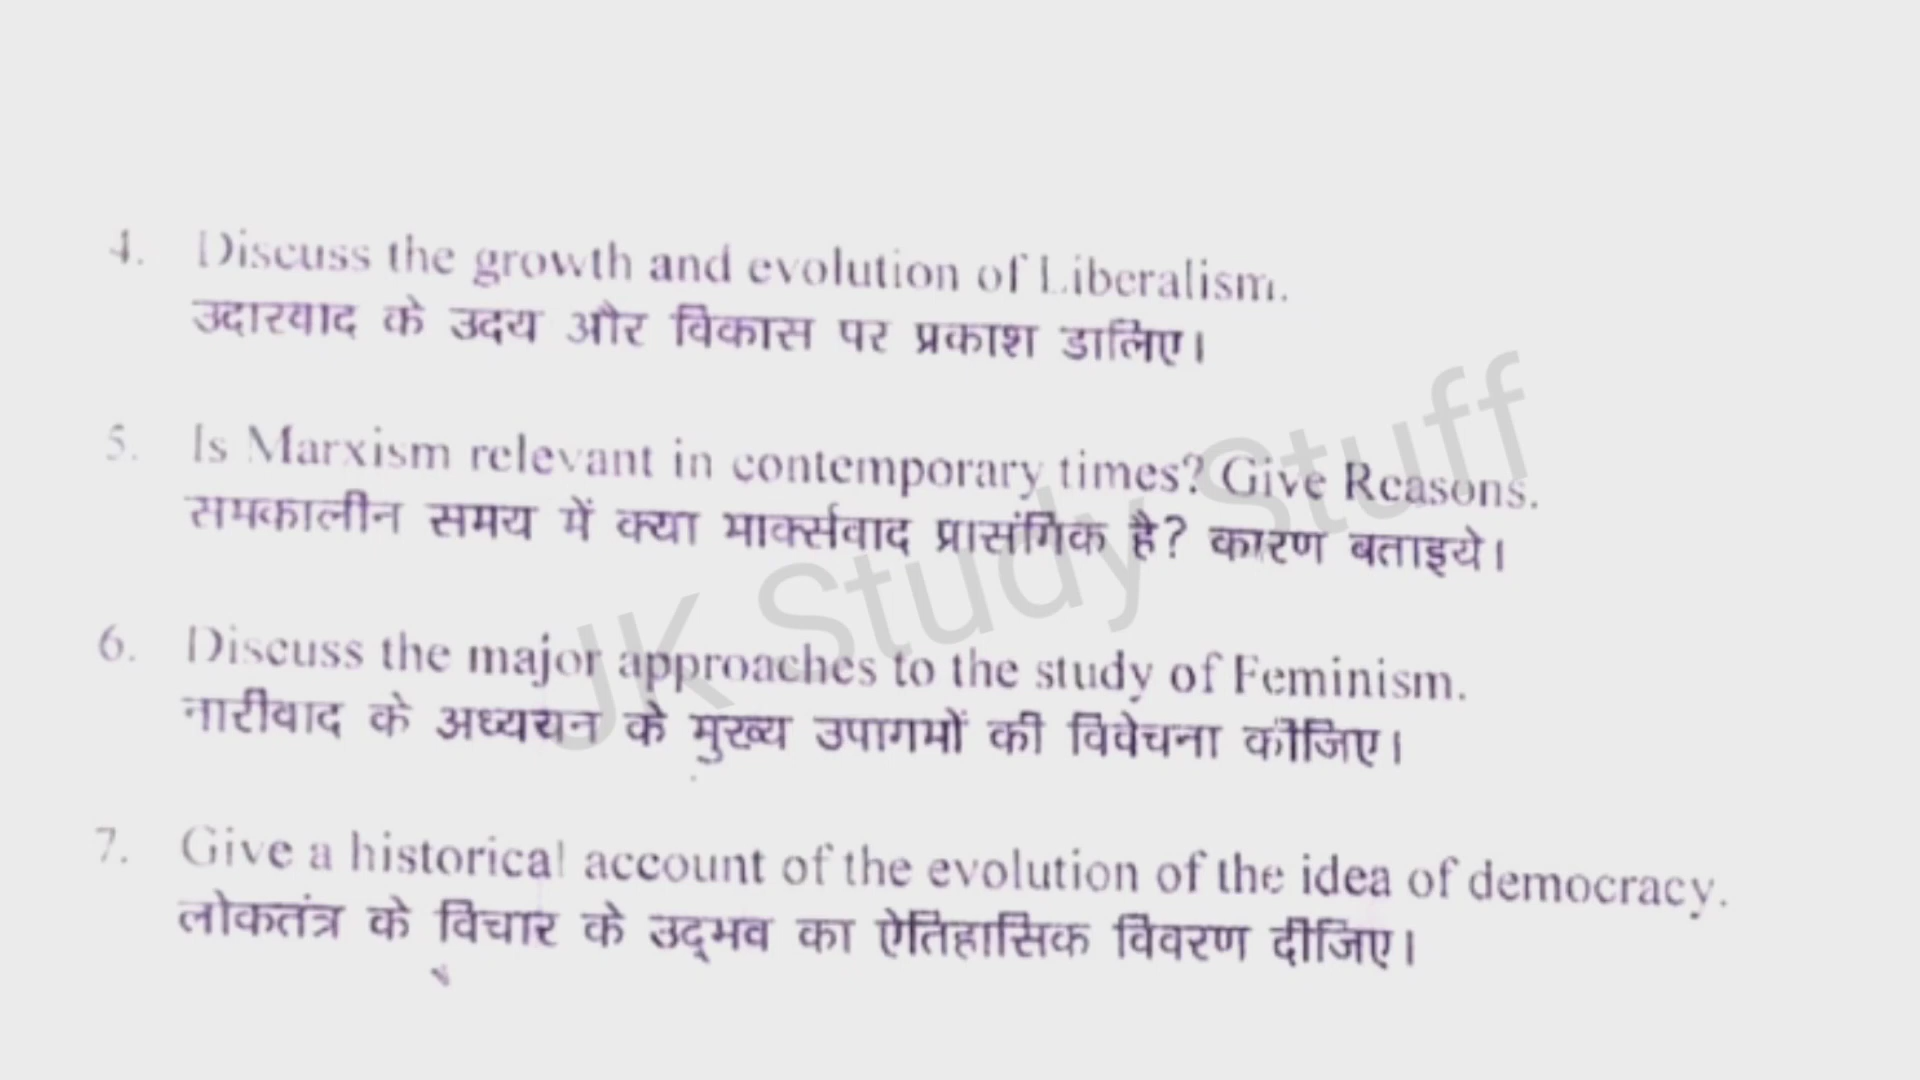 4. Discuss the growth and evolution of Liberalism.
उदारवाद के उदय और विकास पर प्रकाश डालिए।
5. Is Marxism relevant in contemporary times? Give Reasons.
समकालीन समय में क्या मार्क्सवाद प्रासंगिक है? कारण बताइये।
6. Discuss the major approaches to the study of Feminism.
नारीवाद के अध्ययन के मुख्य उपागमों की विवेचना कीजिए।
7. Give a historical account of the evolution of the idea of democracy.
लोकतंत्र के विचार के उद्भव का ऐतिहासिक विवरण दीजिए।
JK Study Stuff